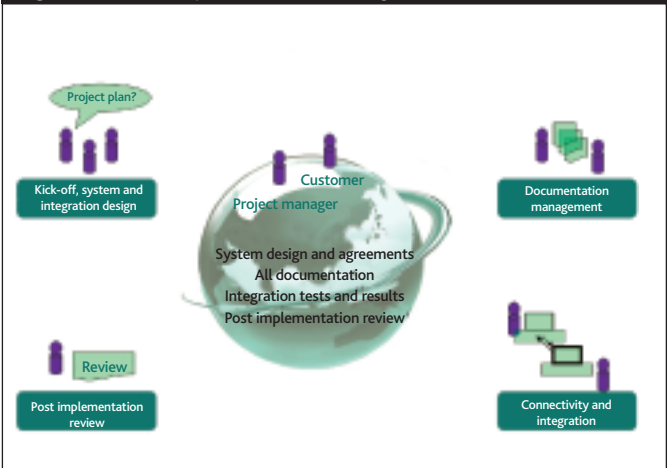 Project plan?
Kick-off, system and
integration design
Customer
Project manager
System design and agreements
All documentation
Integration tests and results
Post implementation review
Documentation
management
Review
Post implementation
review
Connectivity and
integration